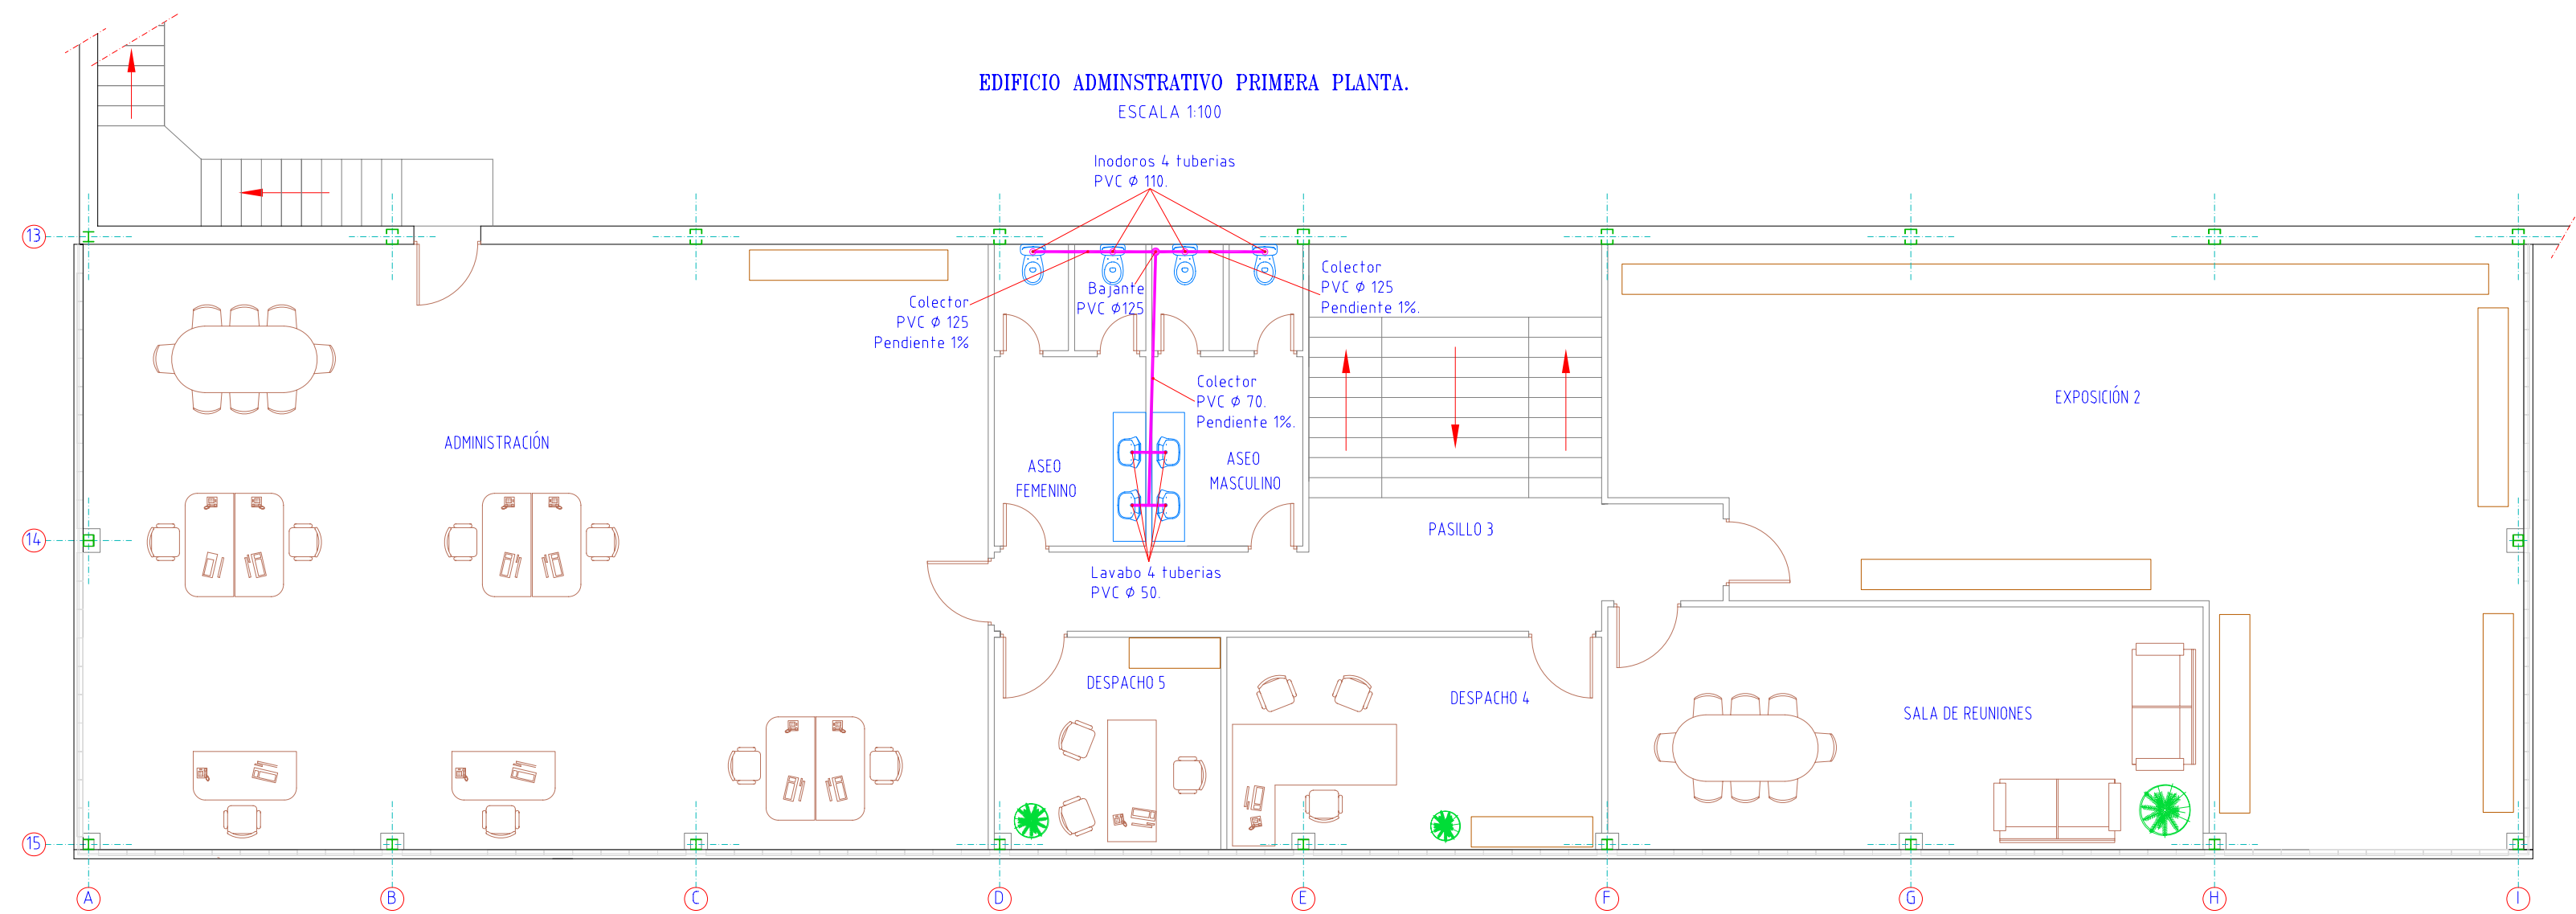 EDIFICIO ADMINSTRATIVO PRIMERA PLANTA.
ESCALA 1:100
Inodoros 4 tuberias
PVC ϕ 110.
13
Colector
PVC ϕ 125
Pendiente 1%.
Bajante
PVC ϕ125
Colector
PVC ϕ 125
Pendiente 1%
Colector
PVC ϕ 70.
Pendiente 1%.
EXPOSICIÓN 2
ADMINISTRACIÓN
ASEO
FEMENINO
ASEO
MASCULINO
PASILLO 3
14
Lavabo 4 tuberias
PVC ϕ 50.
DESPACHO 5
DESPACHO 4
SALA DE REUNIONES
15
A
B
C
D
E
F
G
H
I